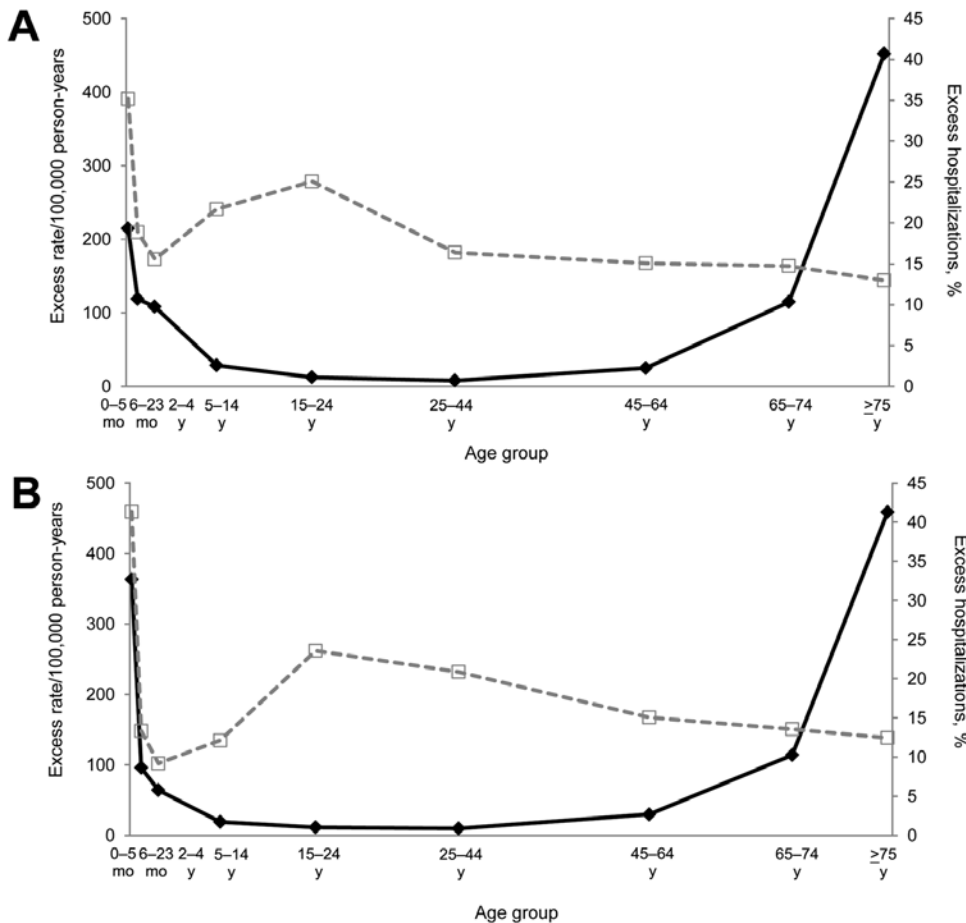 A
Excess rate/100,000 person-years
500
400
300
200
100
0
45
40
35
30
25
20
15
10
5
0
Excess hospitalizations, %
0–5 6–23 2–4 5–14 15–24 25–44 45–64 65–74 ≥75
mo mo y y y y y y y
Age group
B
Excess rate/100,000 person-years
500
400
300
200
100
0
45
40
35
30
25
20
15
10
5
0
Excess hospitalizations, %
0–5 6–23 2–4 5–14 15–24 25–44 45–64 65–74 ≥75
mo mo y y y y y y y
Age group